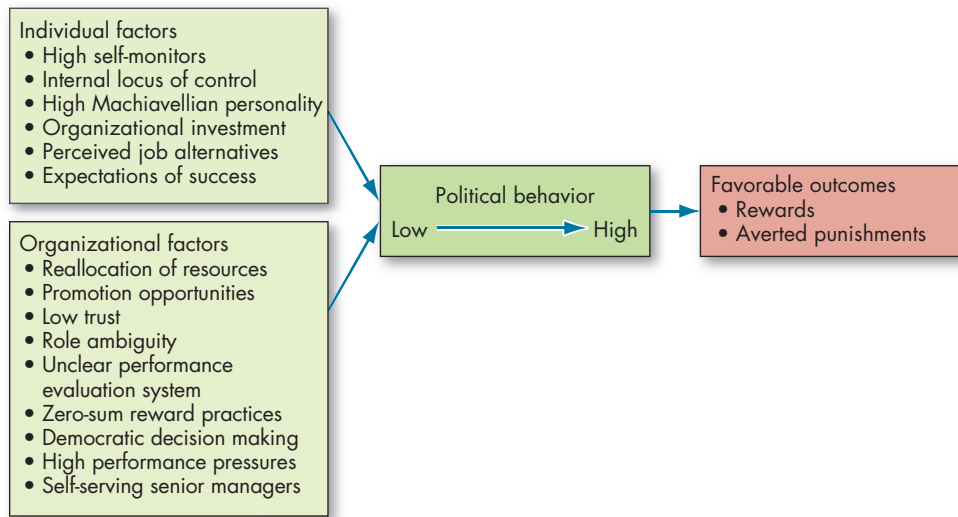 Individual factors
• High self-monitors
• Internal locus of control
• High Machiavellian personality
• Organizational investment
• Perceived job alternatives
• Expectations of success
Organizational factors
• Reallocation of resources
• Promotion opportunities
• Low trust
• Role ambiguity
• Unclear performance
evaluation system
• Zero-sum reward practices
• Democratic decision making
• High performance pressures
• Self-serving senior managers
Political behavior
Low High
Favorable outcomes
• Rewards
• Averted punishments